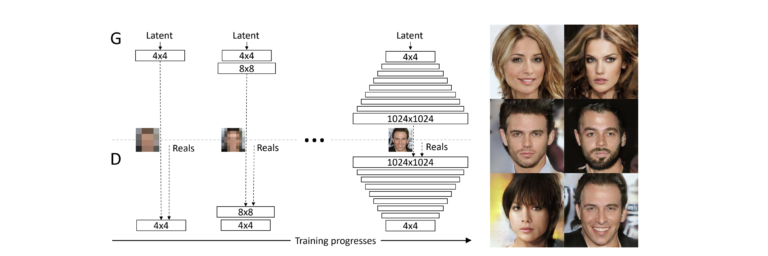 G
Latent
Latent
Latent
4x4
4x4
4x4
8x8
1024x1024
Reals
Reals
Reals
D
1024x1024
8x8
4x4
4x4
4x4
Training progresses